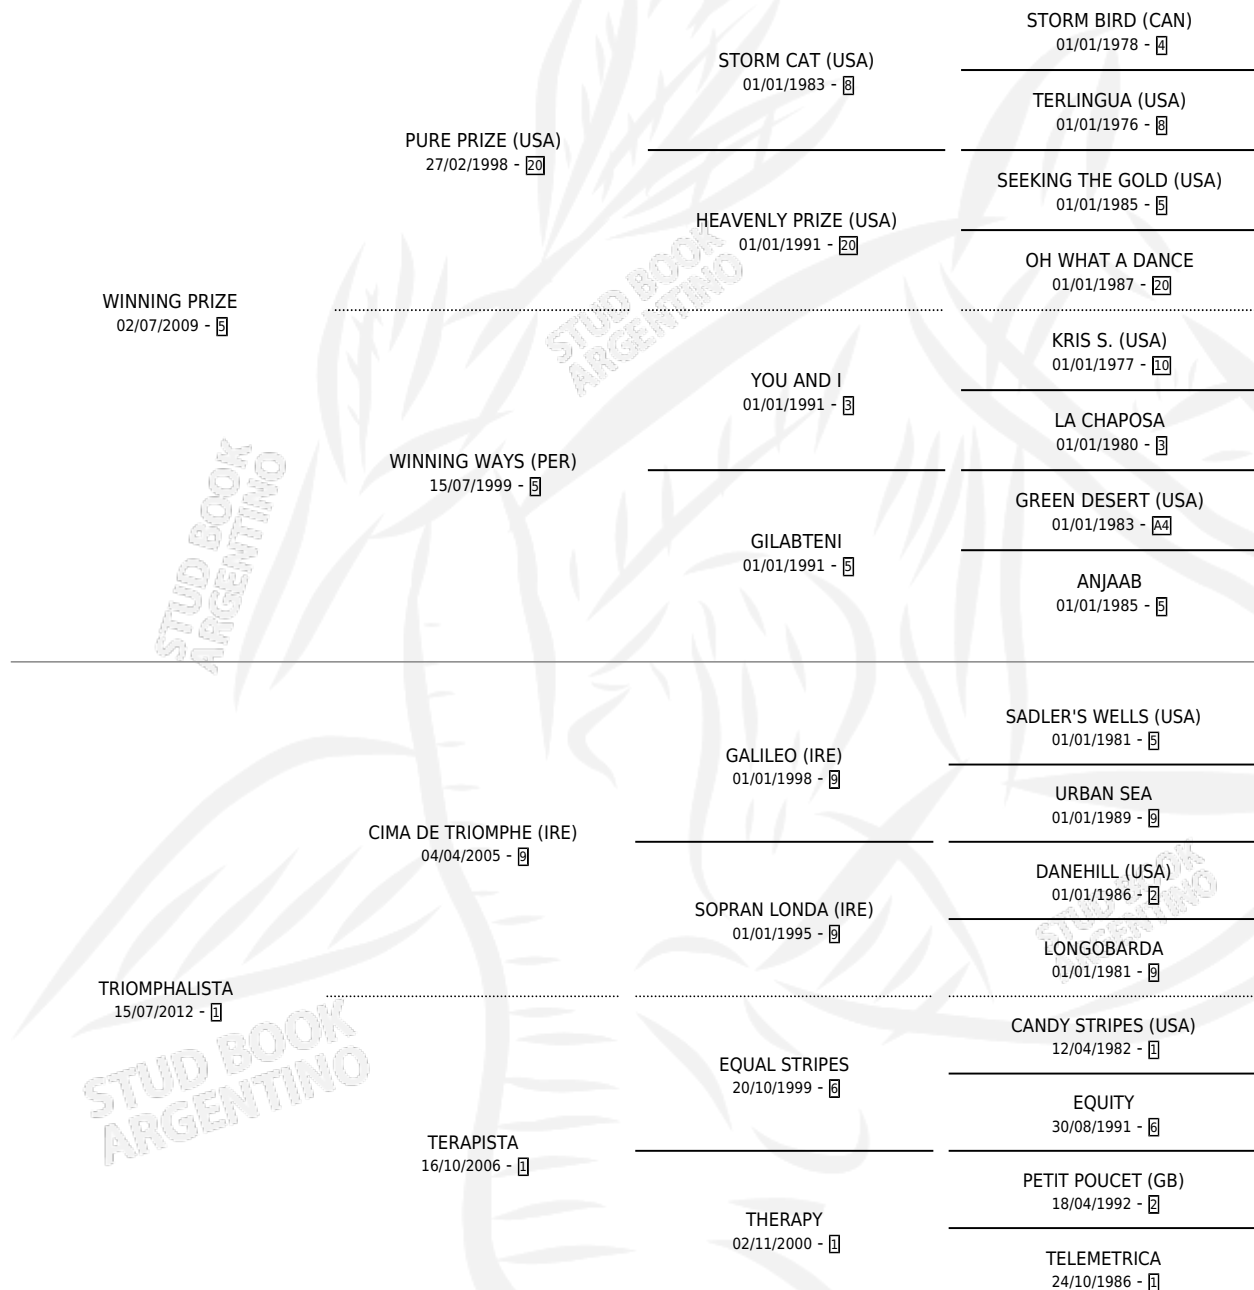 STORM BIRD (CAN)
01/01/1978 - 4
STORM CAT (USA)
01/01/1983 - 8
TERLINGUA (USA)
01/01/1976 - 8
PURE PRIZE (USA)
27/02/1998 - 20
SEEKING THE GOLD (USA)
01/01/1985 - 5
HEAVENLY PRIZE (USA)
01/01/1991 - 20
OH WHAT A DANCE
01/01/1987 - 20
WINNING PRIZE
02/07/2009 - 5
KRIS S. (USA)
01/01/1977 - 10
YOU AND I
01/01/1991 - 3
LA CHAPOSA
01/01/1980 - 3
WINNING WAYS (PER)
15/07/1999 - 5
GREEN DESERT (USA)
01/01/1983 - A4
GILABTENI
01/01/1991 - 5
ANJAAB
01/01/1985 - 5
STUD BOOK
ARGENTINO
STUD BOOK
ARGENTINO
SADLER'S WELLS (USA)
01/01/1981 - 5
GALILEO (IRE)
01/01/1998 - 9
URBAN SEA
01/01/1989 - 9
CIMA DE TRIOMPHE (IRE)
04/04/2005 - 9
DANEHILL (USA)
01/01/1986 - 2
SOPRAN LONDA (IRE)
01/01/1995 - 9
LONGOBARDA
01/01/1981 - 9
TRIOMPHALISTA
15/07/2012 - 1
CANDY STRIPES (USA)
12/04/1982 - 1
EQUAL STRIPES
20/10/1999 - 6
EQUITY
30/08/1991 - 6
TERAPISTA
16/10/2006 - 1
PETIT POUCET (GB)
18/04/1992 - 2
THERAPY
02/11/2000 - 1
TELEMETRICA
24/10/1986 - 1
STUD BOOK
ARGENTINO
STUD BOOK
ARGENTINO